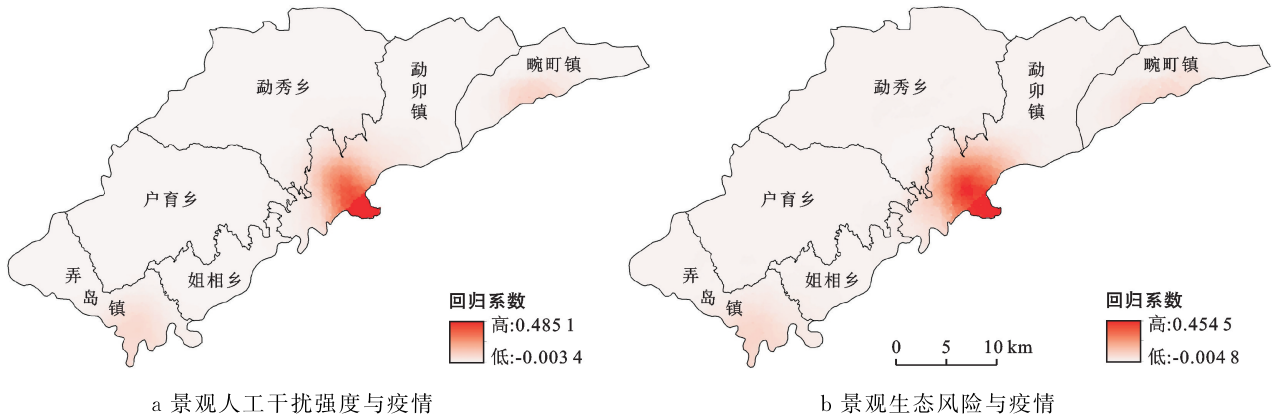 勐秀乡
勐卯镇
畹町镇
户育乡
弄岛镇
姐相乡
回归系数
高:0.485 1
低:-0.003 4
a 景观人工干扰强度与疫情
勐秀乡
勐卯镇
畹町镇
户育乡
弄岛镇
姐相乡
回归系数
高:0.454 5
低:-0.004 8
0 5 10 km
b 景观生态风险与疫情